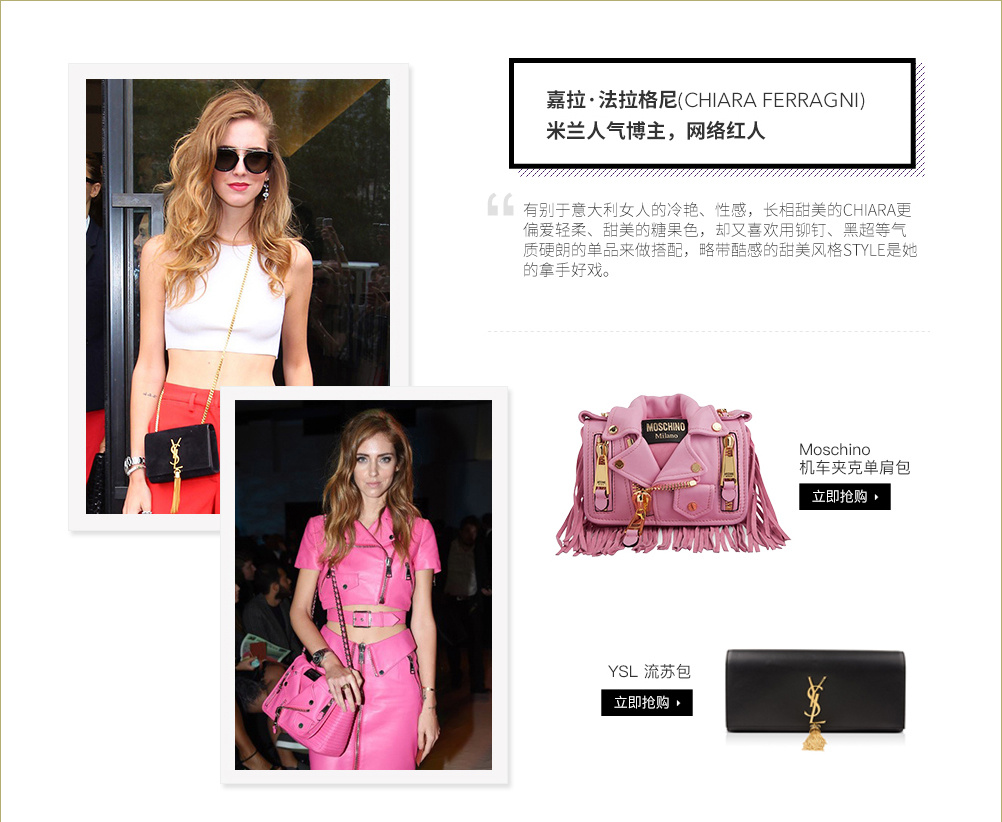 嘉拉·法拉格尼(CHIARA FERRAGNI)
米兰人气博主，网络红人
有别于意大利女人的冷艳、性感，长相甜美的CHIARA更
偏爱轻柔、甜美的糖果色，却又喜欢用铆钉、黑超等气
质硬朗的单品来做搭配，略带酷感的甜美风格STYLE是她
的拿手好戏。
MOSCHINO
Milano
Moschino
机车夹克单肩包
立即抢购
YSL 流苏包
立即抢购